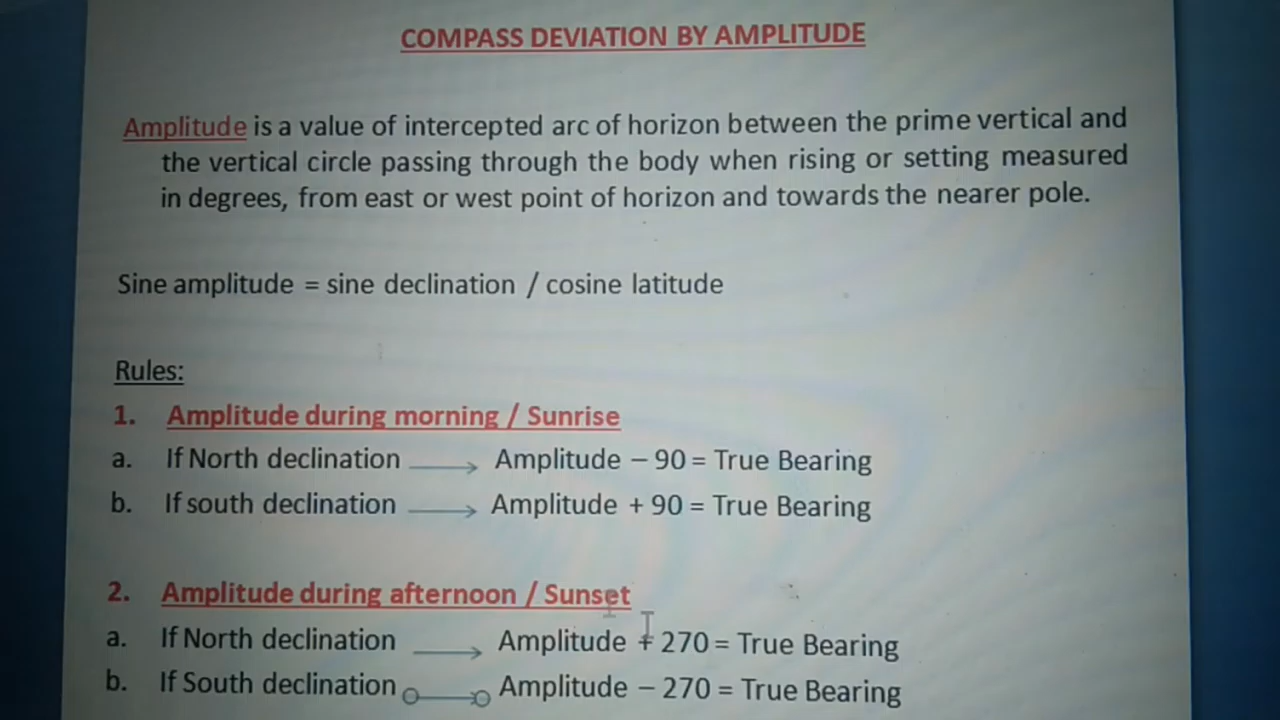 COMPASS DEVIATION BY AMPLITUDE
Amplitude is a value of intercepted arc of horizon between the prime vertical and
the vertical circle passing through the body when rising or setting measured
in degrees, from east or west point of horizon and towards the nearer pole.
Sine amplitude = sine declination / cosine latitude
Rules:
1. Amplitude during morning / Sunrise
a. If North declination → Amplitude – 90 = True Bearing
b. If south declination → Amplitude + 90 = True Bearing
2. Amplitude during afternoon / Sunset
a. If North declination → Amplitude + 270 = True Bearing
b. If South declination → Amplitude – 270 = True Bearing